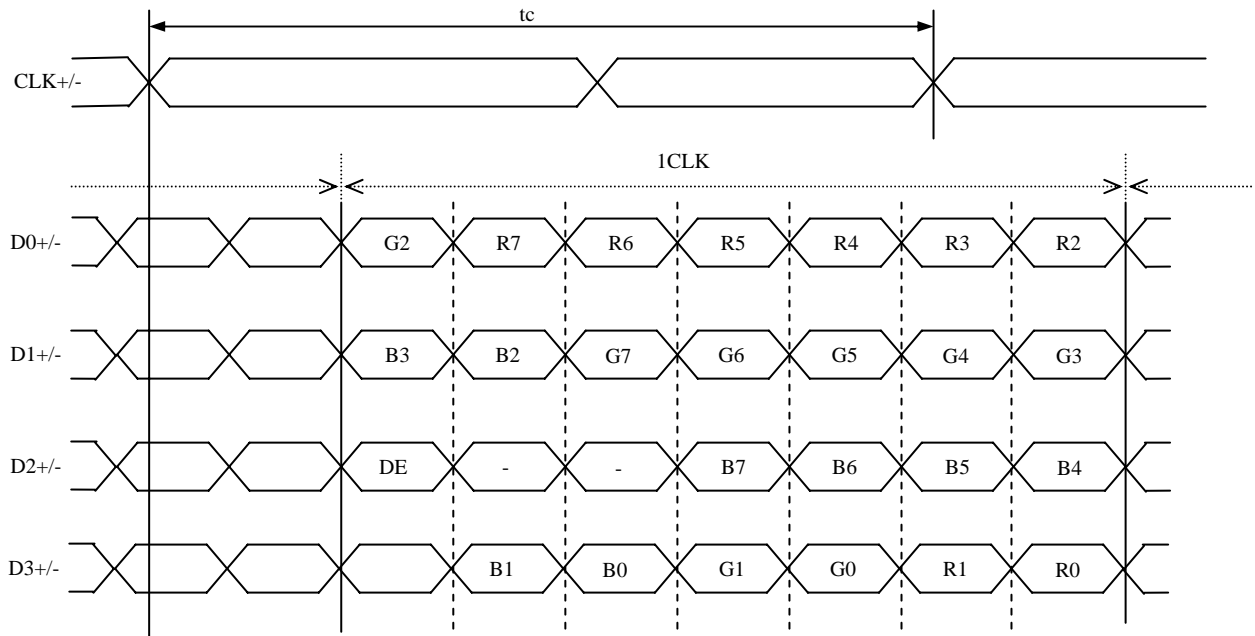 tc
CLK+/-
1CLK
D0+/- G2 R7 R6 R5 R4 R3 R2
D1+/- B3 B2 G7 G6 G5 G4 G3
D2+/- DE - - B7 B6 B5 B4
D3+/- B1 B0 G1 G0 R1 R0